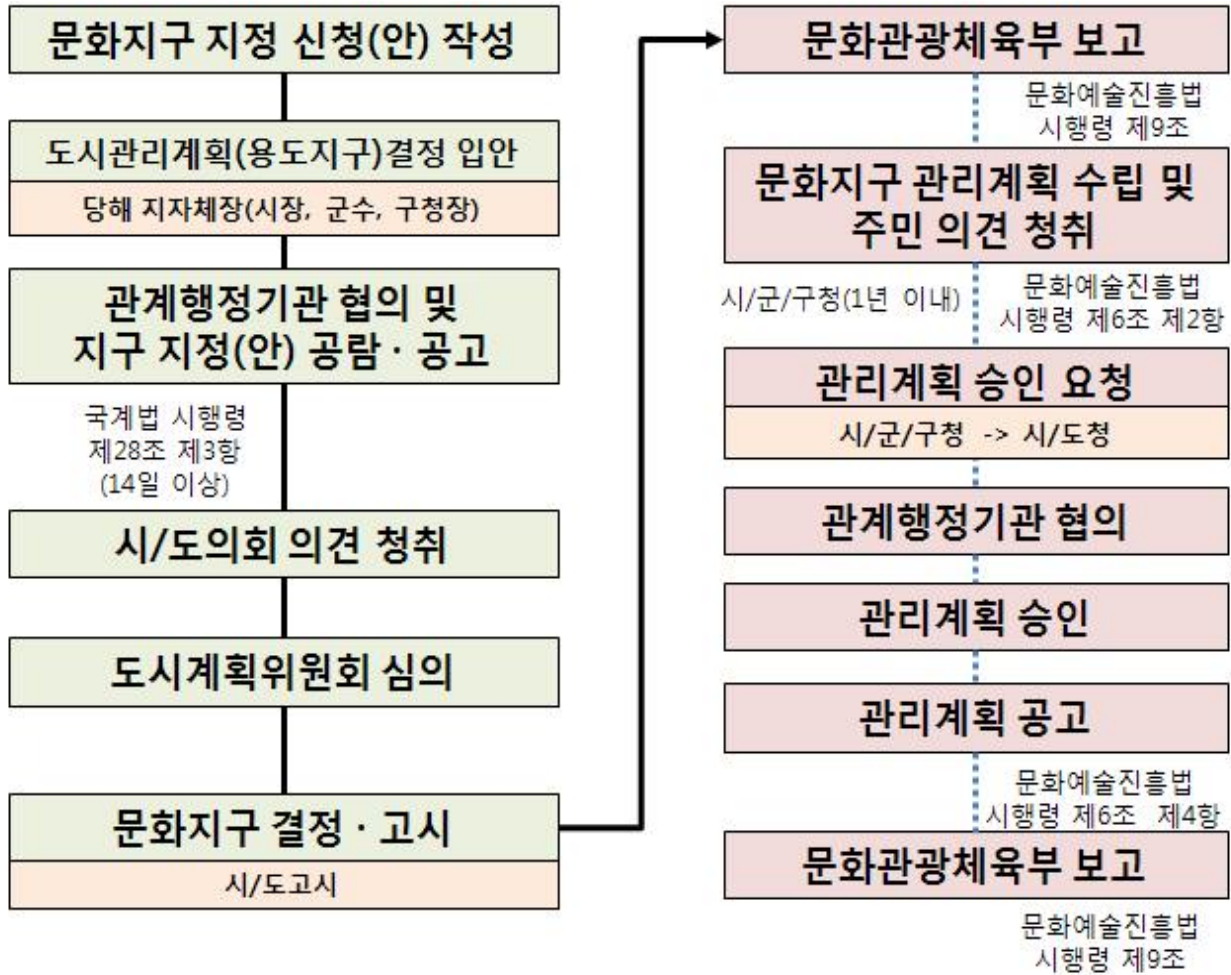 문화지구 지정 신청(안) 작성
도시관리계획(용도지구)결정 입안
당해 지자체장(시장, 군수, 구청장)
관계행정기관 협의 및
지구 지정(안) 공람 · 공고
국계법 시행령
제28조 제3항
(14일 이상)
시/도의회 의견 청취
도시계획위원회 심의
문화지구 결정 · 고시
시/도고시
문화관광체육부 보고
문화예술진흥법
시행령 제9조
문화지구 관리계획 수립 및
주민 의견 청취
시/군/구청(1년 이내)
문화예술진흥법
시행령 제6조 제2항
관리계획 승인 요청
시/군/구청 -> 시/도청
관계행정기관 협의
관리계획 승인
관리계획 공고
문화예술진흥법
시행령 제6조 제4항
문화관광체육부 보고
문화예술진흥법
시행령 제9조